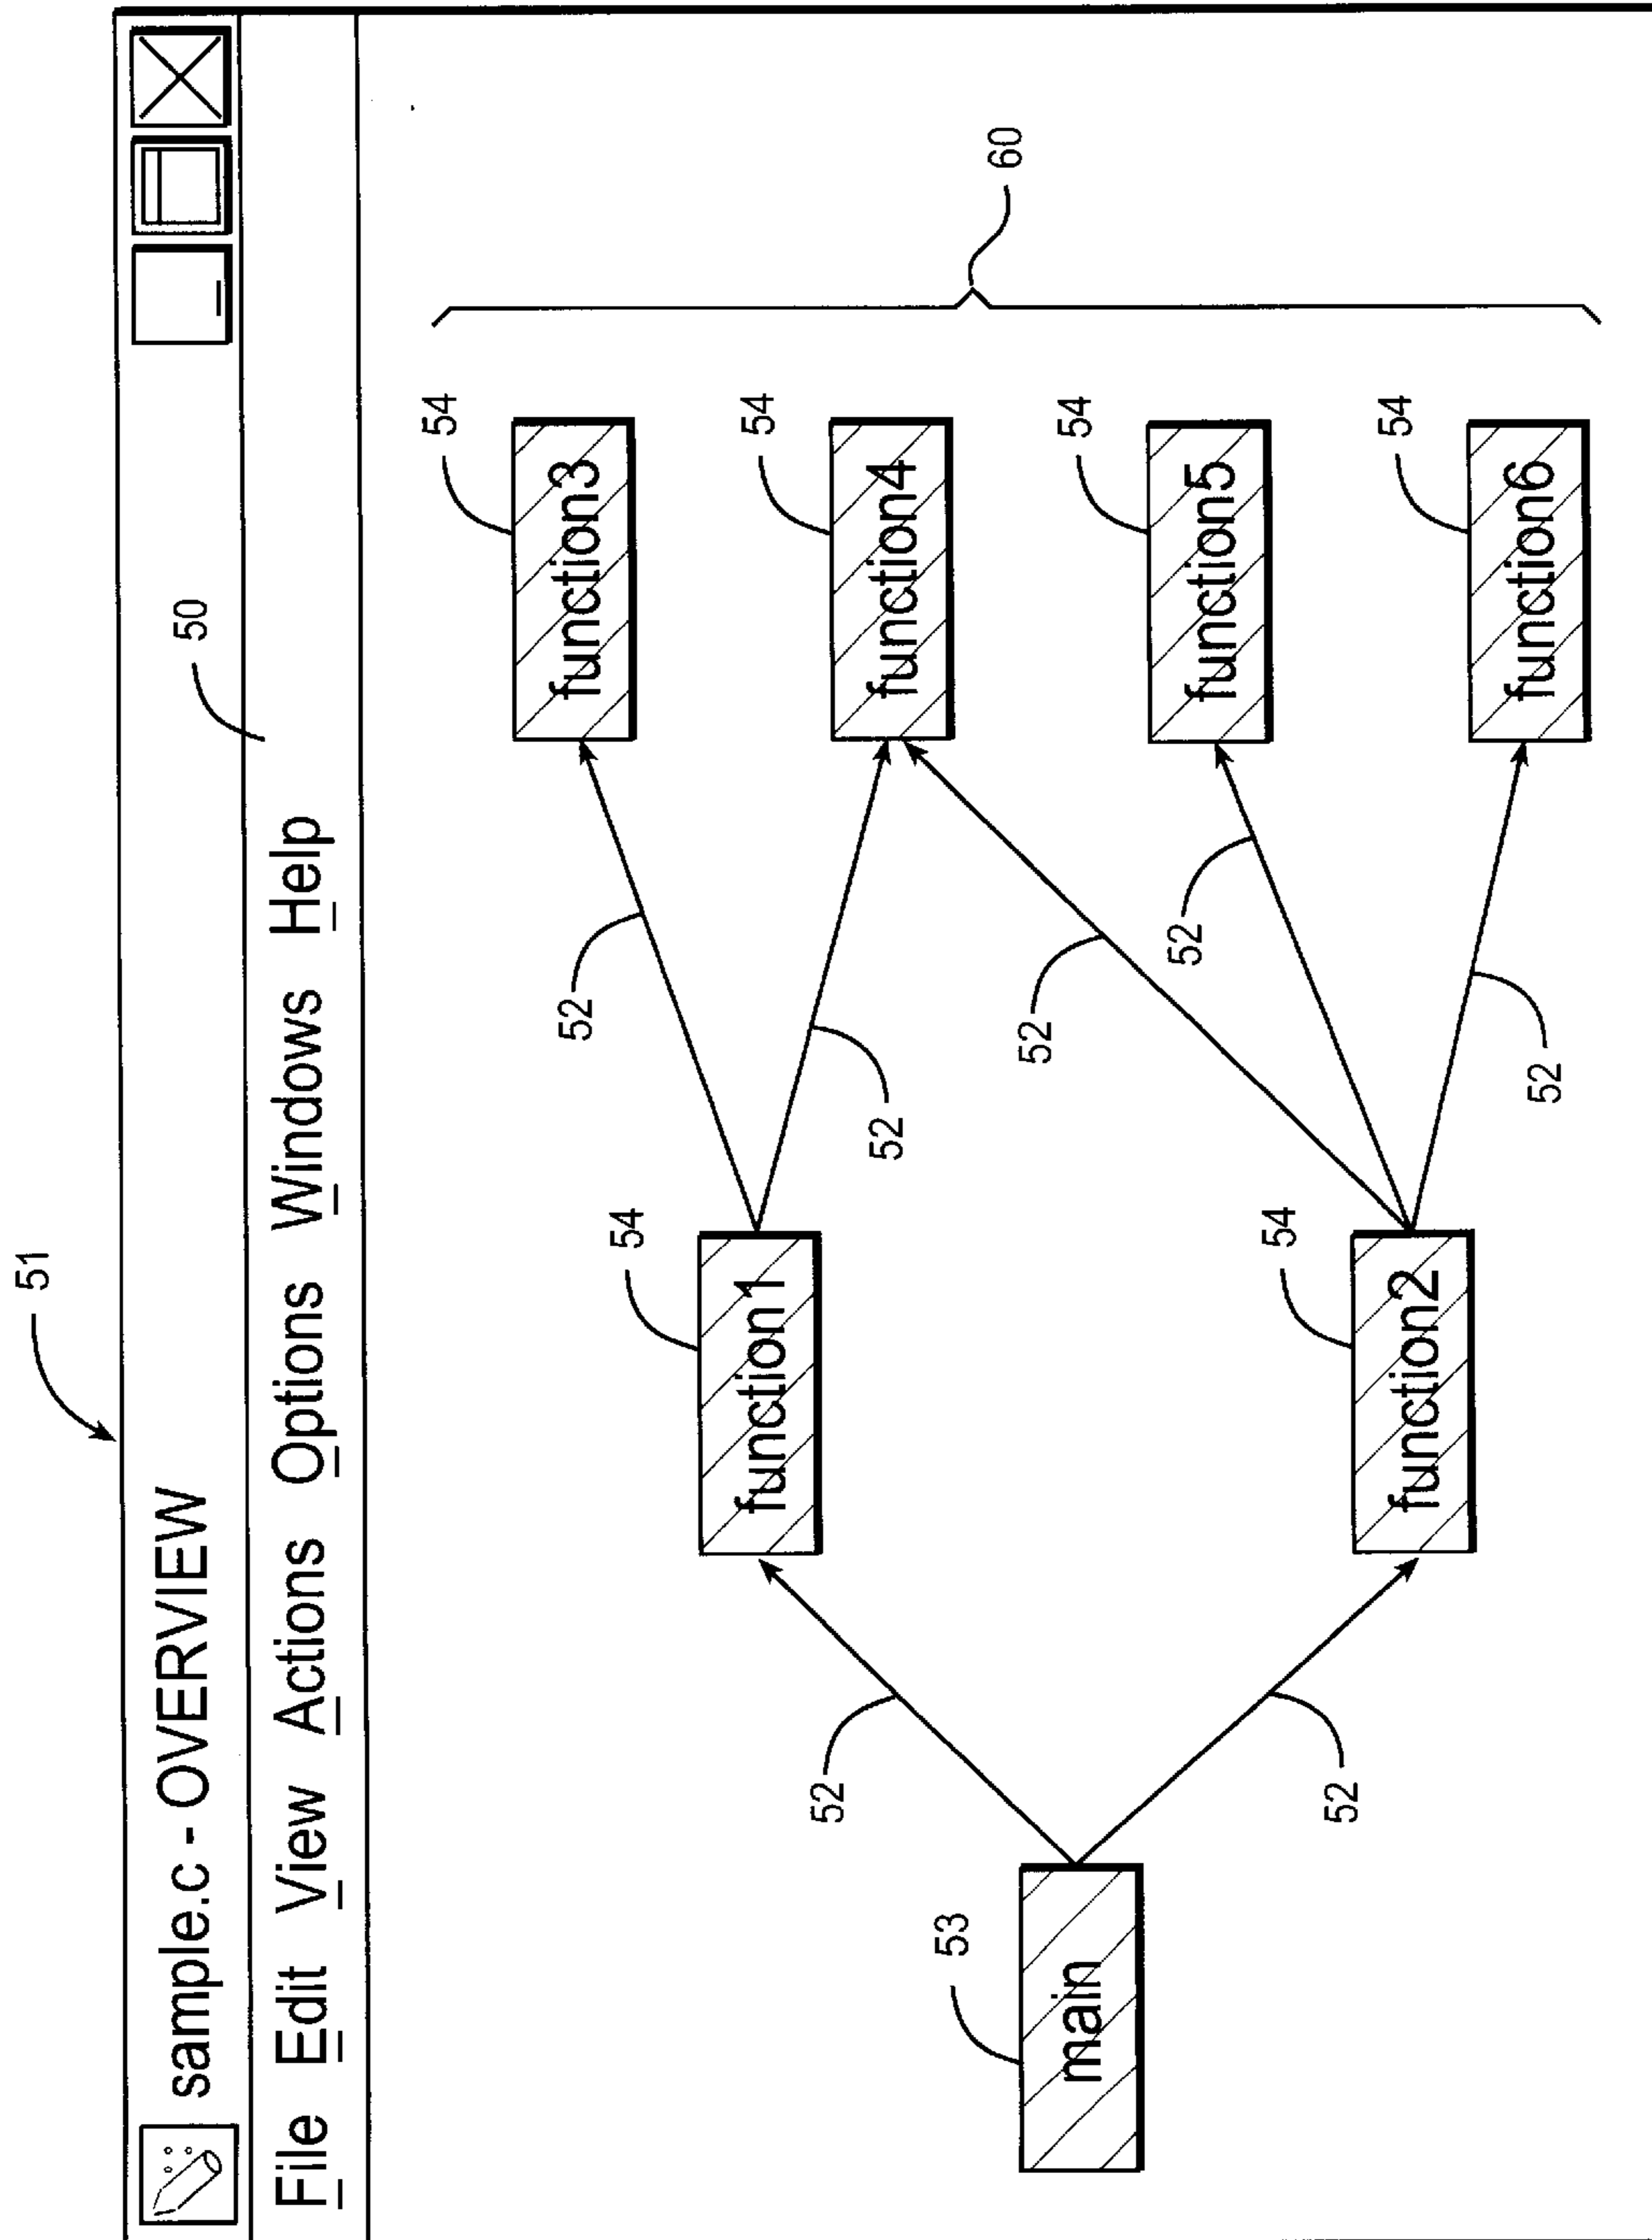 51
sample.c - OVERVIEW
50
File Edit View Actions Options Windows Help
60
54
function3
54
function1
52
52
54
function4
52
52
53
main
52
54
function5
52
52
54
function2
52
54
function6